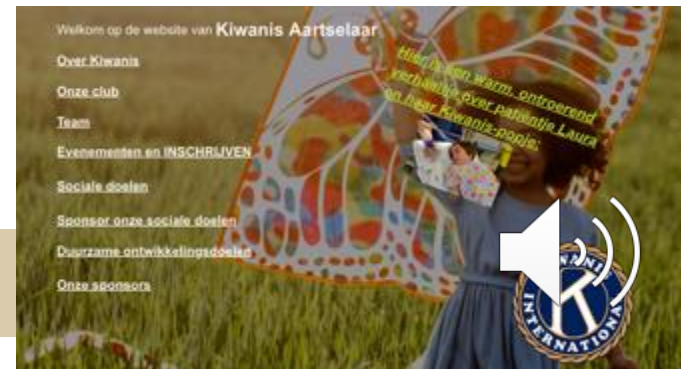 Welkom op de website van Kiwanis Aartselaar
Over Kiwanis
Onze club
Team
Evenementen en INSCHRIJVEN
Sociale doelen
Sponsor onze sociale doelen
Duurzame ontwikkelingsdoelen
Onze sponsors
Hier is een warm, ontroerend
verhaaltje over patiëntje Laura
en haar Kiwanis-popje:
K
INTERNATIONAL